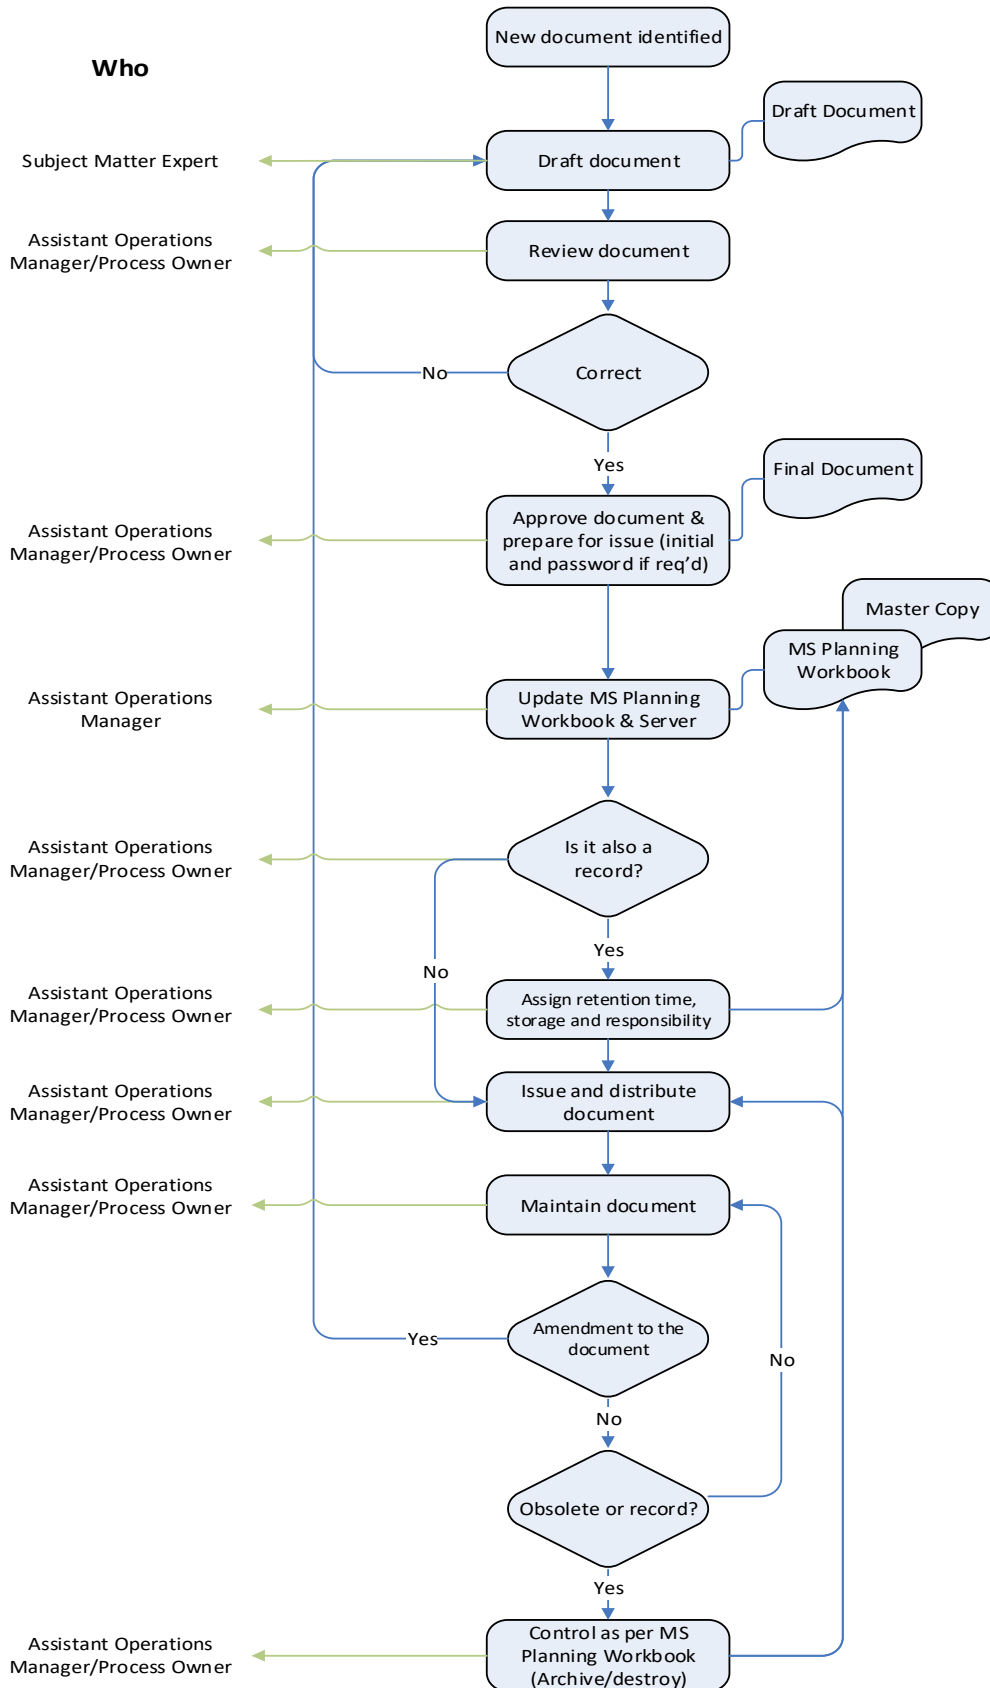 New document identified
Who
Draft Document
Subject Matter Expert
Draft document
Assistant Operations
Manager/Process Owner
Review document
Correct
No
Yes
Final Document
Assistant Operations
Manager/Process Owner
Approve document &
prepare for issue (initial
and password if req’d)
Master Copy
MS Planning
Workbook
Assistant Operations
Manager
Update MS Planning
Workbook & Server
Assistant Operations
Manager/Process Owner
Is it also a
record?
Yes
No
Assistant Operations
Manager/Process Owner
Assign retention time,
storage and responsibility
Assistant Operations
Manager/Process Owner
Issue and distribute
document
Assistant Operations
Manager/Process Owner
Maintain document
Amendment to the
document
Yes
No
No
Obsolete or record?
Yes
Assistant Operations
Manager/Process Owner
Control as per MS
Planning Workbook
(Archive/destroy)